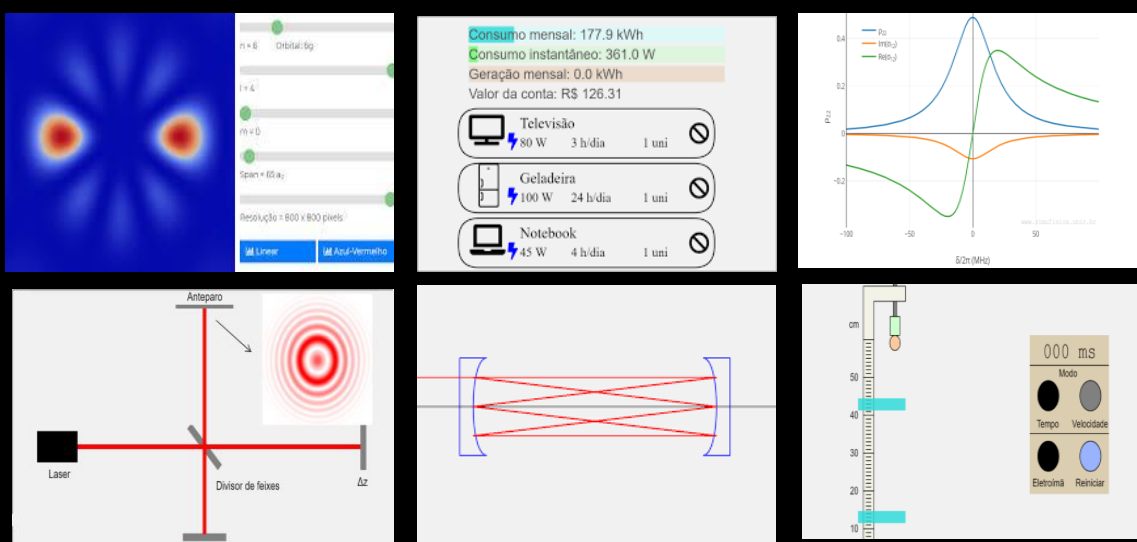 n = 6 Orbital: 6g
l = 4
m = 0
Span = 65 a₀
Resolução = 800 X 800 pixels
Linear Azul-Vermelho
Consumo mensal: 177.9 kWh
Consumo instantâneo: 361.0 W
Geração mensal: 0.0 kWh
Valor da conta: R$ 126.31
Televisão
80 W 3 h/dia 1 uni
Geladeira
100 W 24 h/dia 1 uni
Notebook
45 W 4 h/dia 1 uni
ρ₂₂
Im(ρ₁₂)
Re(ρ₁₂)
0.4
0.2
0
−0.2
ρ₂₂
−100 −50 0 50
δ/2π (MHz)
Anteparo
Laser
Divisor de feixes
Δz
cm
50
40
30
20
10
000 ms
Modo
Tempo Velocidade
Eletroímã Reiniciar